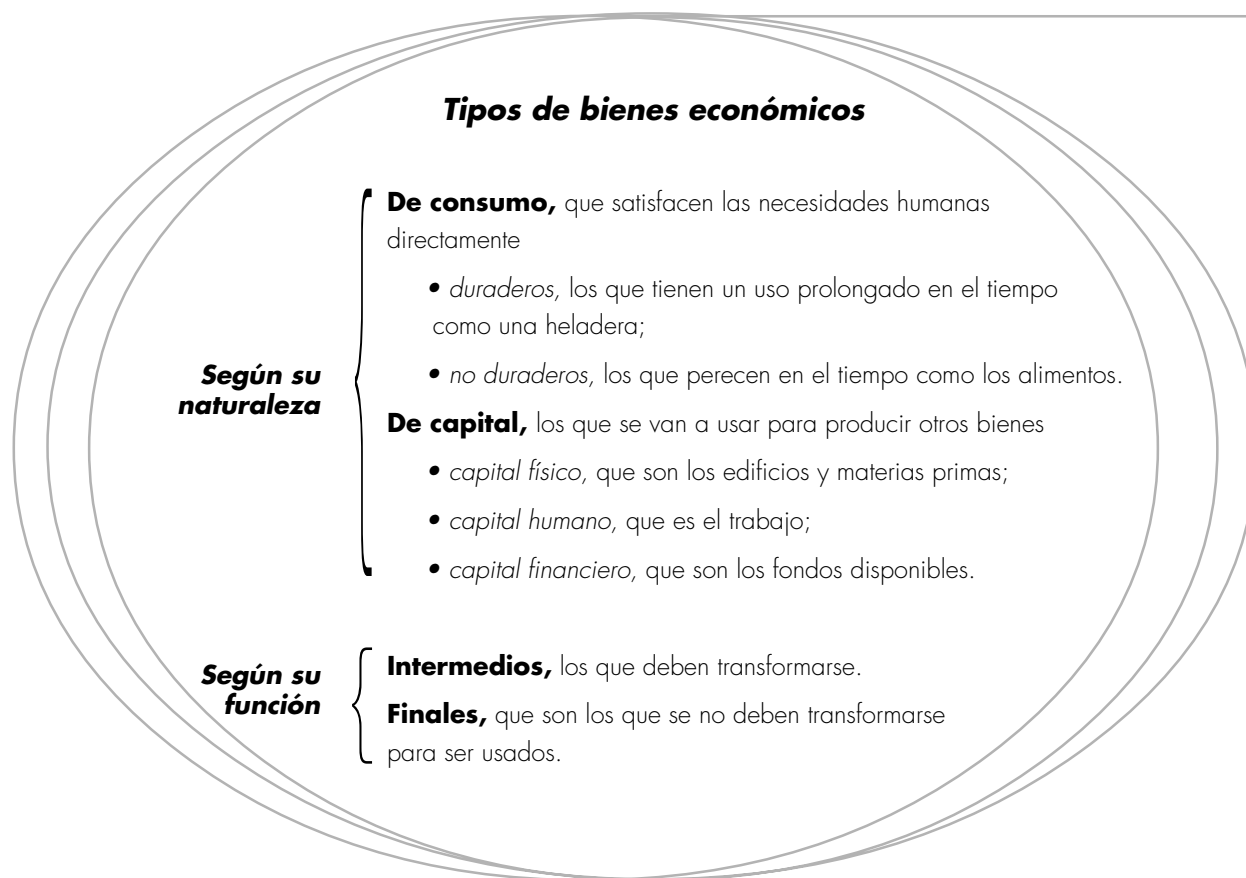 Tipos de bienes económicos
Según su
naturaleza
De consumo, que satisfacen las necesidades humanas
directamente
• duraderos, los que tienen un uso prolongado en el tiempo
como una heladera;
• no duraderos, los que perecen en el tiempo como los alimentos.
De capital, los que se van a usar para producir otros bienes
• capital físico, que son los edificios y materias primas;
• capital humano, que es el trabajo;
• capital financiero, que son los fondos disponibles.
Según su
función
Intermedios, los que deben transformarse.
Finales, que son los que se no deben transformarse
para ser usados.